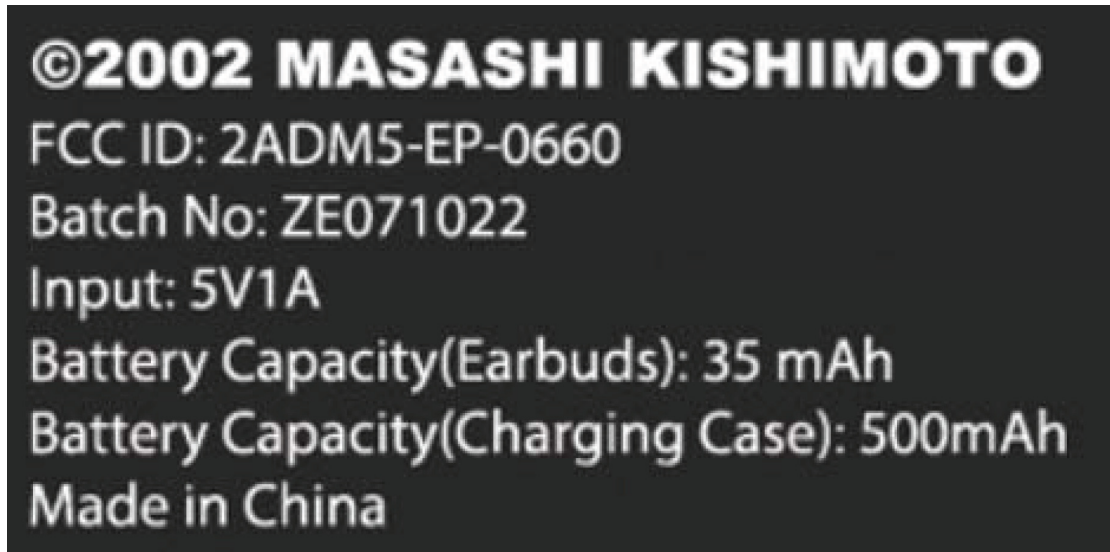 ©2002 MASASHI KISHIMOTO
FCC ID: 2ADM5-EP-0660
Batch No: ZE071022
Input: 5V1A
Battery Capacity(Earbuds): 35 mAh
Battery Capacity(Charging Case): 500mAh
Made in China